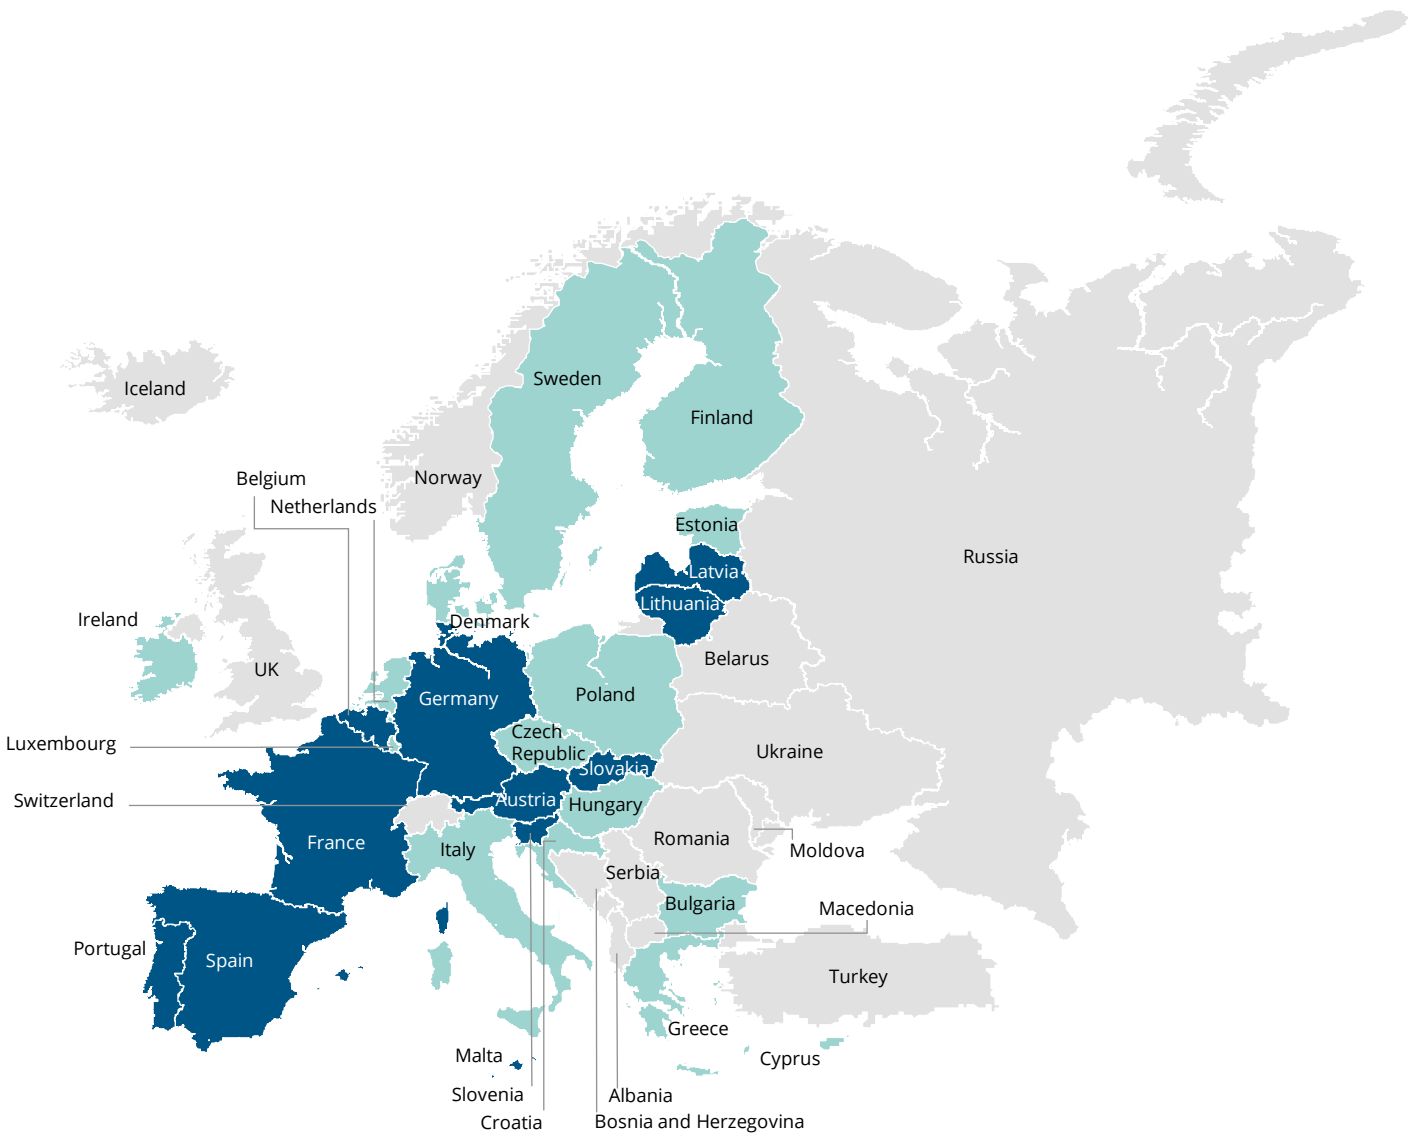 Sweden
Iceland
Finland
Norway
Belgium
Netherlands
Estonia
Russia
Latvia
Lithuania
Ireland
Denmark
Belarus
UK
Germany
Poland
Czech
Republic
Luxembourg
Ukraine
Slovakia
Switzerland
Austria
Hungary
France
Romania
Italy
Moldova
Serbia
Bulgaria
Macedonia
Portugal
Spain
Turkey
Greece
Malta
Cyprus
Slovenia
Albania
Croatia
Bosnia and Herzegovina